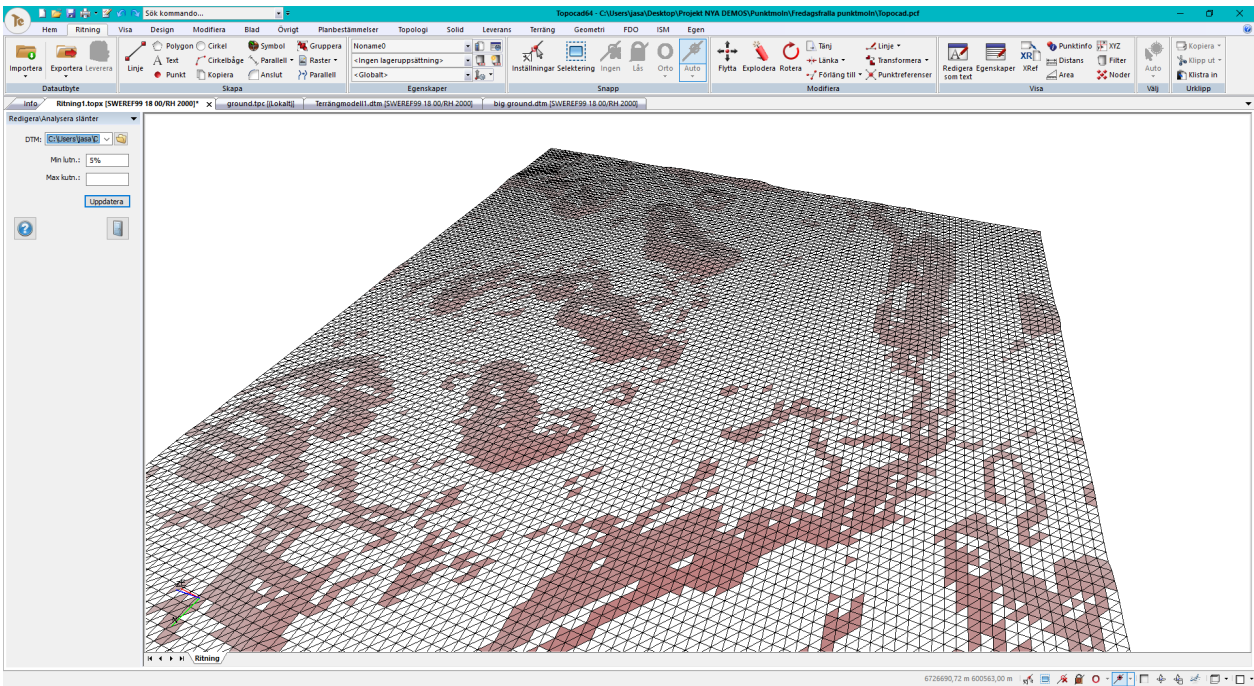 Te Sök kommando... Topocad64 - C:\Users\jasa\Desktop\Projekt NYA DEMOS\Punktmoln\Fredagsfralla punktmoln\Topocad.pcf
Hem Ritning Visa Design Modifiera Blad Övrigt Planbestämmelser Topologi Solid Leverans Terräng Geometri FDO ISM Egen
Polygon Cirkel Symbol Gruppera Noname0 Tänj Linje Punktinfo XYZ Kopiera
Text Cirkelbåge Parallell Raster <Ingen lageruppsättning> Länka Transformera Distans Filter Klipp ut
Punkt Kopiera Anslut Parallell <Globalt> Förläng till Punktreferenser Area Noder Klistra in
Importera Exportera Leverera Linje Inställningar Selektering Ingen Lås Orto Auto Flytta Explodera Rotera Redigera som text Egenskaper XRef Auto
Datautbyte Skapa Egenskaper Snapp Modifiera Visa Välj Urklipp
Info Ritning1.topx [SWEREF99 18 00/RH 2000]* x ground.tpc [(Lokalt)] Terrängmodell1.dtm [SWEREF99 18 00/RH 2000] big ground.dtm [SWEREF99 18 00/RH 2000]
Redigera\Analysera slänter
DTM: C:\Users\jasa\D
Min lutn.: 5%
Max kutn.:
Uppdatera
Ritning
6726690,72 m 600563,00 m